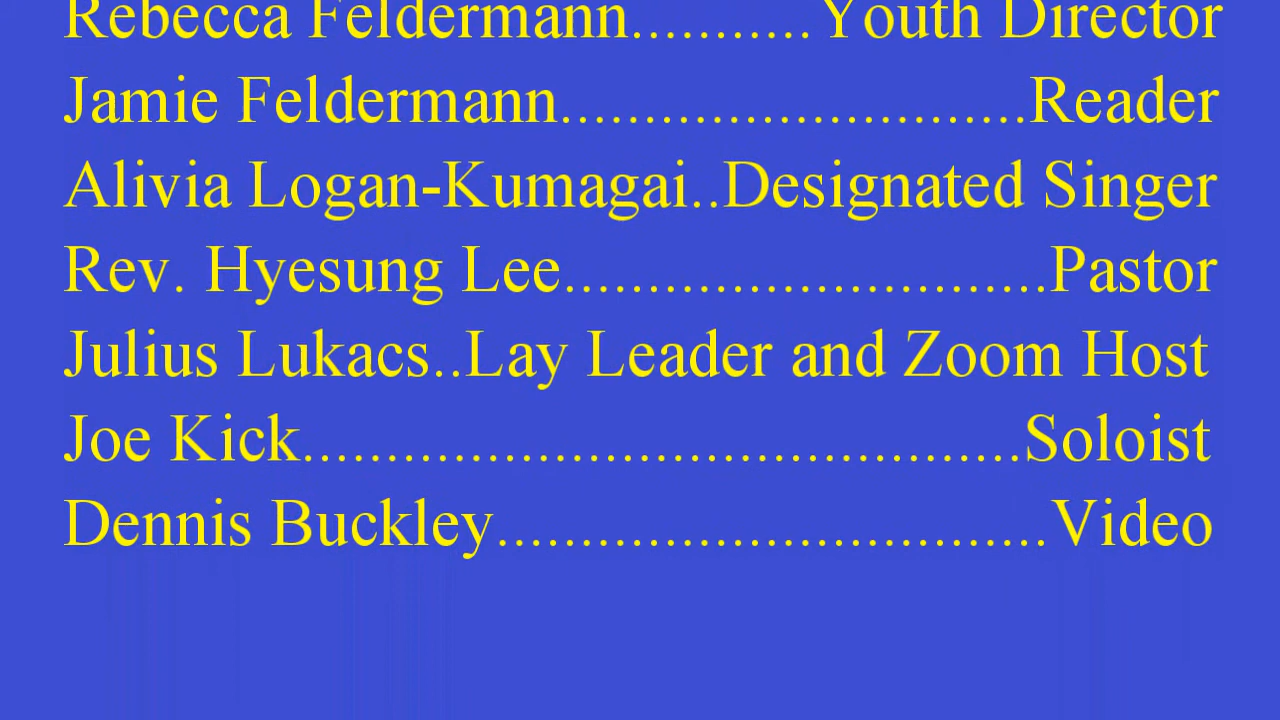 Rebecca Feldermann...........Youth Director
Jamie Feldermann............................Reader
Alivia Logan-Kumagai..Designated Singer
Rev. Hyesung Lee.............................Pastor
Julius Lukacs..Lay Leader and Zoom Host
Joe Kick...........................................Soloist
Dennis Buckley.................................Video